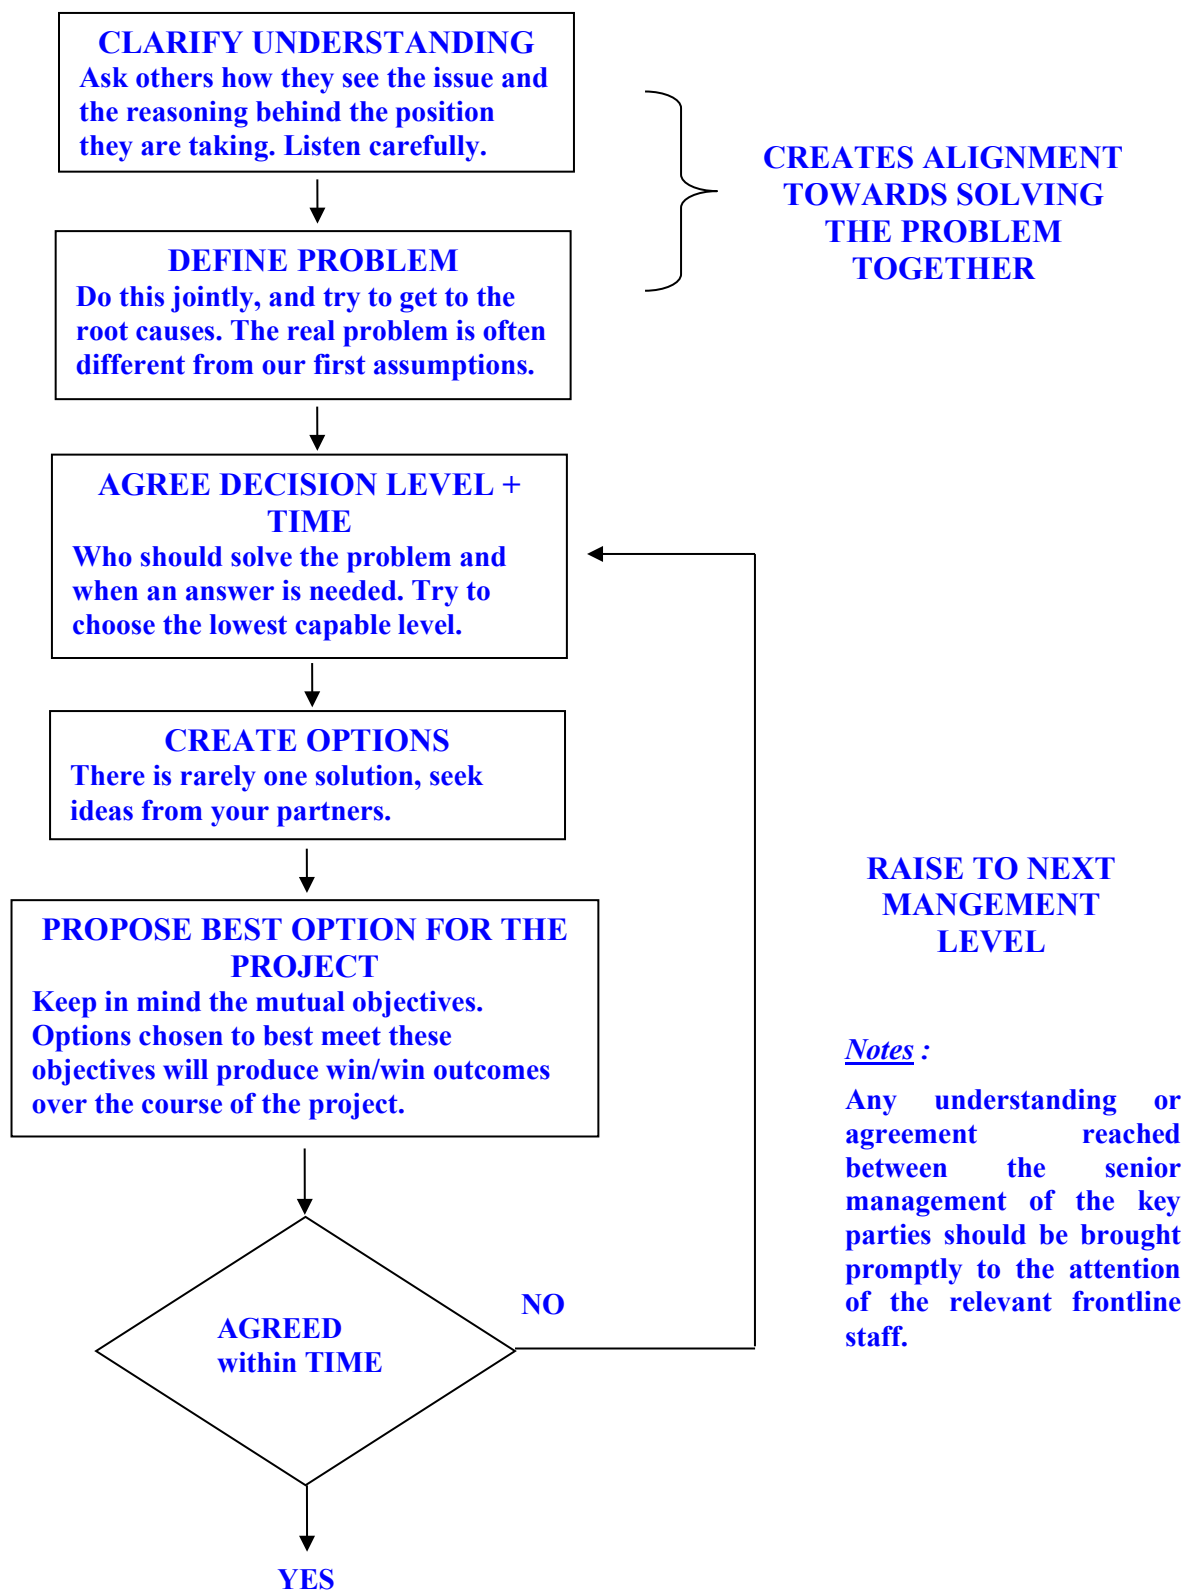 CLARIFY UNDERSTANDING
Ask others how they see the issue and
the reasoning behind the position
they are taking. Listen carefully.
CREATES ALIGNMENT
TOWARDS SOLVING
THE PROBLEM
TOGETHER
DEFINE PROBLEM
Do this jointly, and try to get to the
root causes. The real problem is often
different from our first assumptions.
AGREE DECISION LEVEL +
TIME
Who should solve the problem and
when an answer is needed. Try to
choose the lowest capable level.
CREATE OPTIONS
There is rarely one solution, seek
ideas from your partners.
RAISE TO NEXT
MANGEMENT
LEVEL
PROPOSE BEST OPTION FOR THE
PROJECT
Keep in mind the mutual objectives.
Options chosen to best meet these
objectives will produce win/win outcomes
over the course of the project.
Notes :
Any understanding or
agreement reached
between the senior
management of the key
parties should be brought
promptly to the attention
of the relevant frontline
staff.
AGREED
within TIME
NO
YES